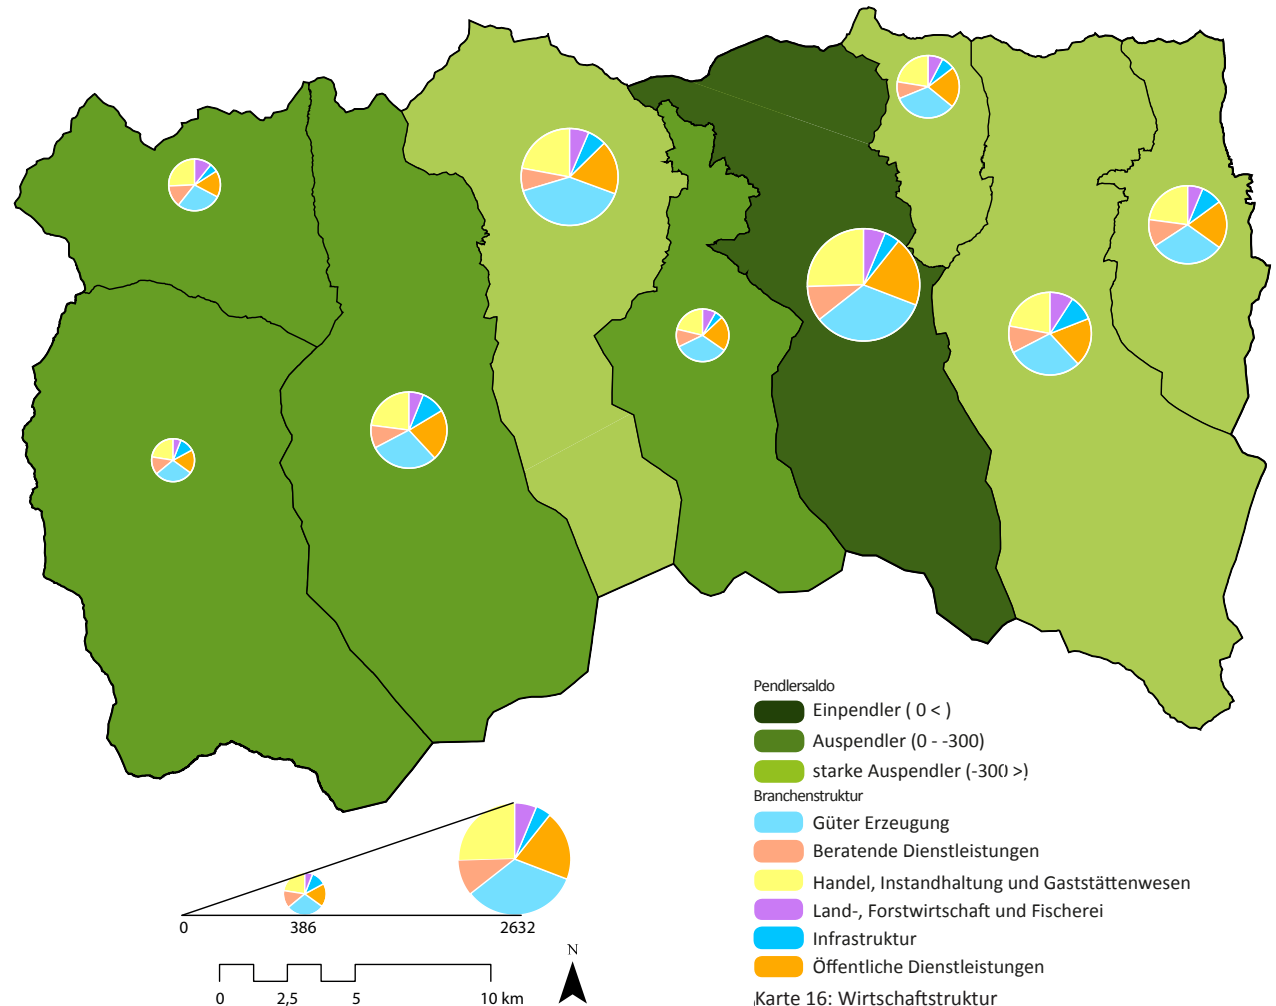 Pendlersaldo
Einpendler ( 0 < )
Auspendler (0 - -300)
starke Auspendler (-300 >)
Branchenstruktur
Güter Erzeugung
Beratende Dienstleistungen
Handel, Instandhaltung und Gaststättenwesen
Land-, Forstwirtschaft und Fischerei
Infrastruktur
Öffentliche Dienstleistungen
Karte 16: Wirtschaftstruktur
0 386 2632
N
0 2,5 5 10 km